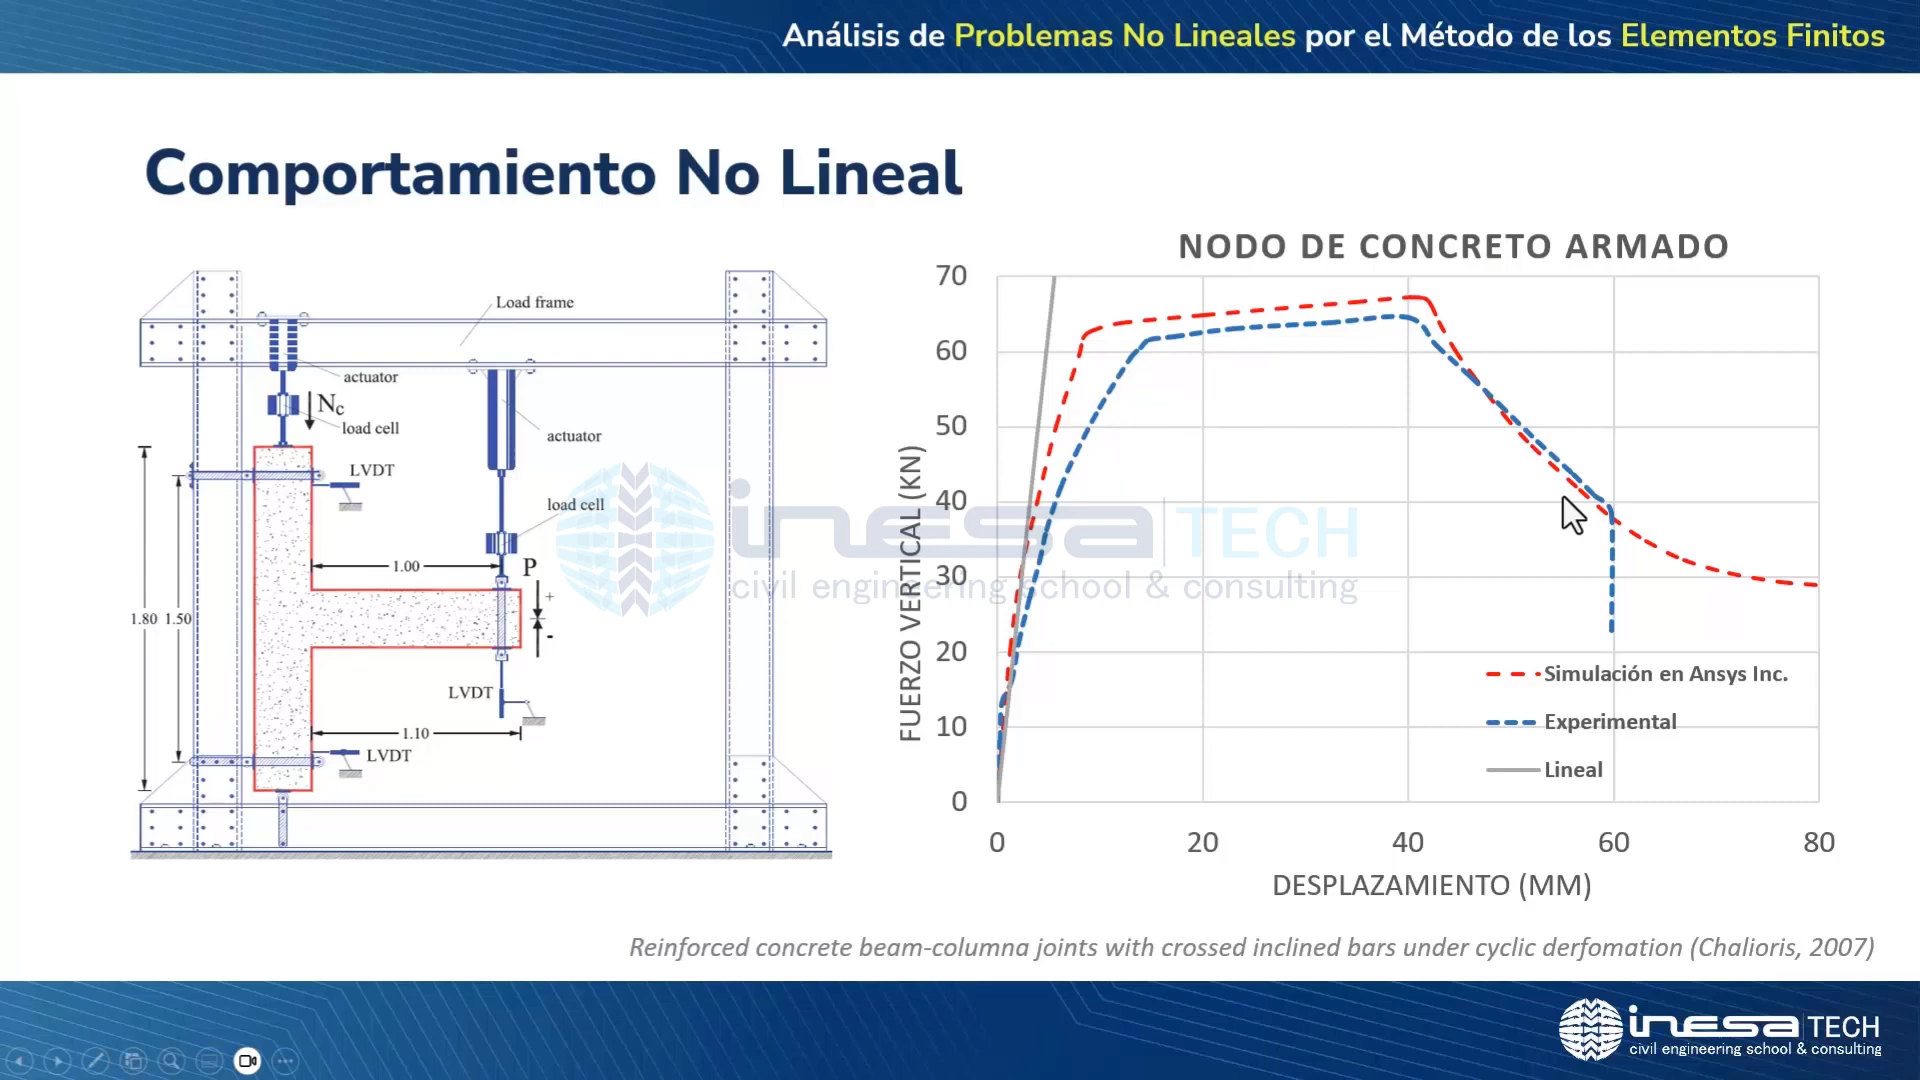 Análisis de Problemas No Lineales por el Método de los Elementos Finitos
Comportamiento No Lineal
Load frame
actuator
Nc
load cell
LVDT
actuator
load cell
1.00
P
+
-
1.80
1.50
LVDT
1.10
LVDT
NODO DE CONCRETO ARMADO
70
60
50
40
30
20
10
0
FUERZO VERTICAL (KN)
0 20 40 60 80
DESPLAZAMIENTO (MM)
Simulación en Ansys Inc.
Experimental
Lineal
inesa TECH
civil engineering school & consulting
Reinforced concrete beam-columna joints with crossed inclined bars under cyclic derfomation (Chalioris, 2007)
inesa TECH
civil engineering school & consulting